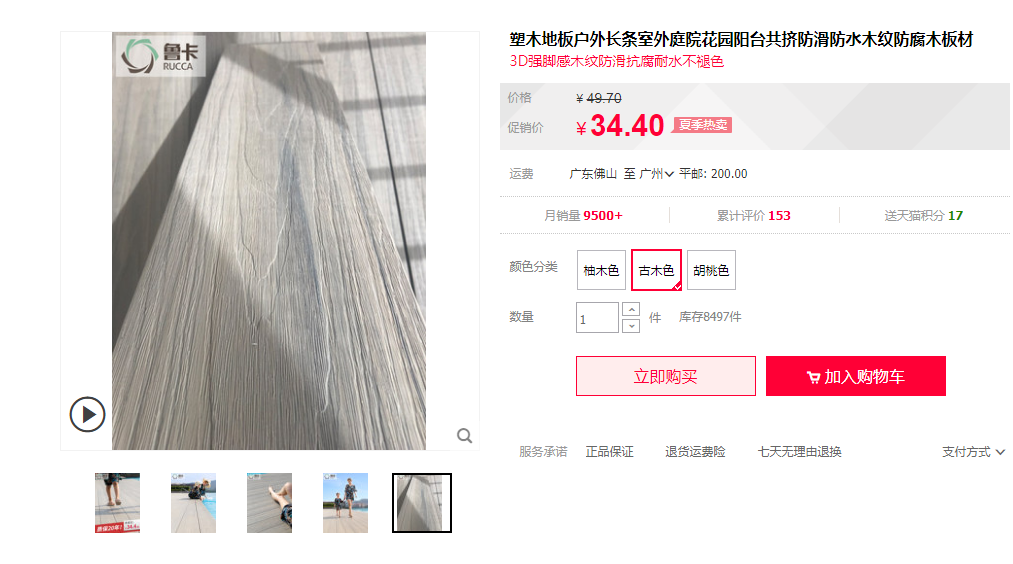 塑木地板户外长条室外庭院花园阳台共挤防滑防水木纹防腐木板材
3D强脚感木纹防滑抗腐耐水不褪色
鲁卡
RUCCA
价格 ¥ 49.70
促销价 ¥ 34.40 夏季热卖
运费 广东佛山 至 广州 平邮: 200.00
月销量 9500+ 累计评价 153 送天猫积分 17
颜色分类 柚木色 古木色 胡桃色
数量 1 件 库存8497件
立即购买 加入购物车
服务承诺 正品保证 退货运费险 七天无理由退换 支付方式